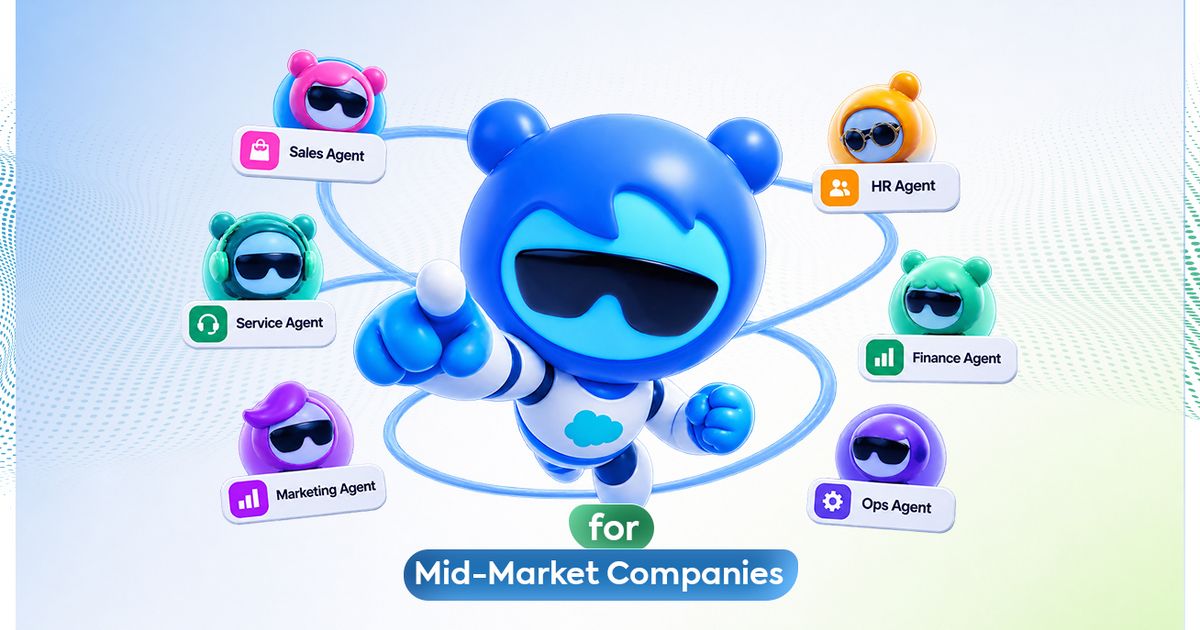 Sales Agent
HR Agent
Service Agent
Finance Agent
Marketing Agent
Ops Agent
for
Mid-Market Companies